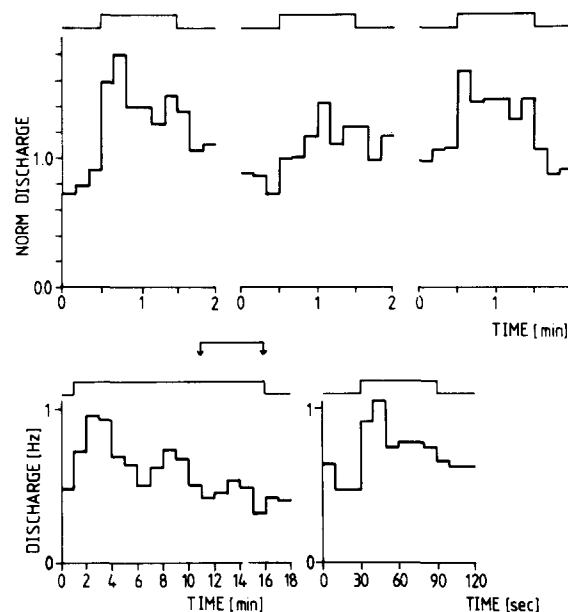 NORM DISCHARGE
1.0
0.0
0 1 2
0 1 2
0 1
TIME [min]
DISCHARGE [Hz]
1
0
0 2 4 6 8 10 12 14 16 18
TIME [min]
1
0
0 30 60 90 120
TIME [sec]